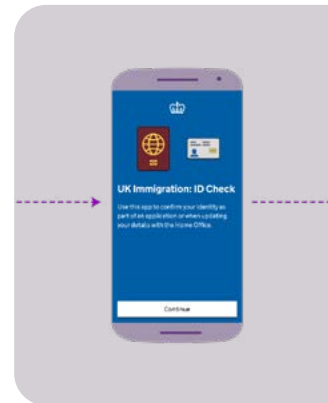 UK Immigration: ID Check
Use this app to confirm your identity as
part of an application or when updating
your details with the Home Office.
Continue